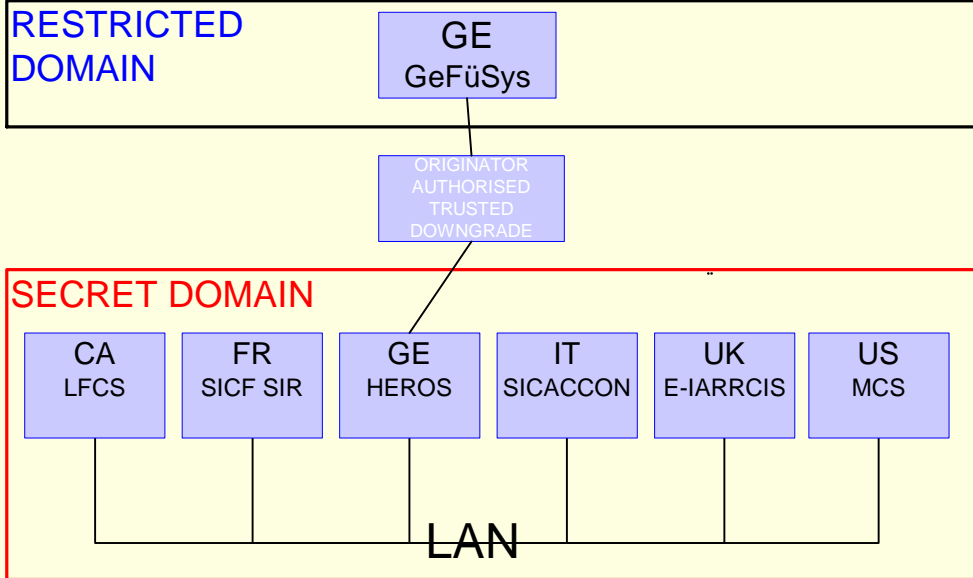 RESTRICTED
DOMAIN
GE
GeFüSys
ORIGINATOR
AUTHORISED
TRUSTED
DOWNGRADE
SECRET DOMAIN
CA
LFCS
FR
SICF SIR
GE
HEROS
IT
SICACCON
UK
E-IARRCIS
US
MCS
LAN